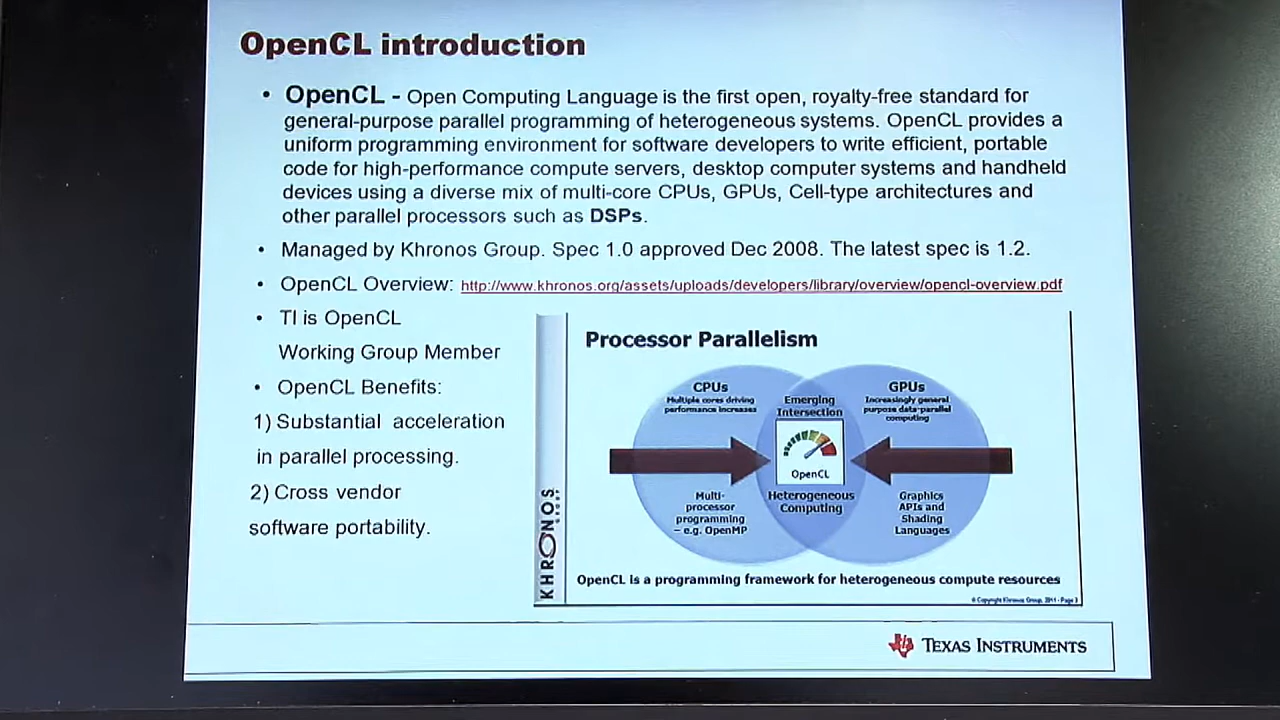 OpenCL introduction
• OpenCL - Open Computing Language is the first open, royalty-free standard for
general-purpose parallel programming of heterogeneous systems. OpenCL provides a
uniform programming environment for software developers to write efficient, portable
code for high-performance compute servers, desktop computer systems and handheld
devices using a diverse mix of multi-core CPUs, GPUs, Cell-type architectures and
other parallel processors such as DSPs.
• Managed by Khronos Group. Spec 1.0 approved Dec 2008. The latest spec is 1.2.
• OpenCL Overview: http://www.khronos.org/assets/uploads/developers/library/overview/opencl-overview.pdf
• TI is OpenCL
Working Group Member
• OpenCL Benefits:
1) Substantial acceleration
in parallel processing.
2) Cross vendor
software portability.
KHRONOS
GROUP
Processor Parallelism
CPUs
Multiple cores driving
performance increases
Emerging
Intersection
GPUs
Increasingly general
purpose data-parallel
computing
OpenCL
Multi-
processor
programming
– e.g. OpenMP
Heterogeneous
Computing
Graphics
APIs and
Shading
Languages
OpenCL is a programming framework for heterogeneous compute resources
© Copyright Khronos Group, 2011 - Page 3
TEXAS INSTRUMENTS